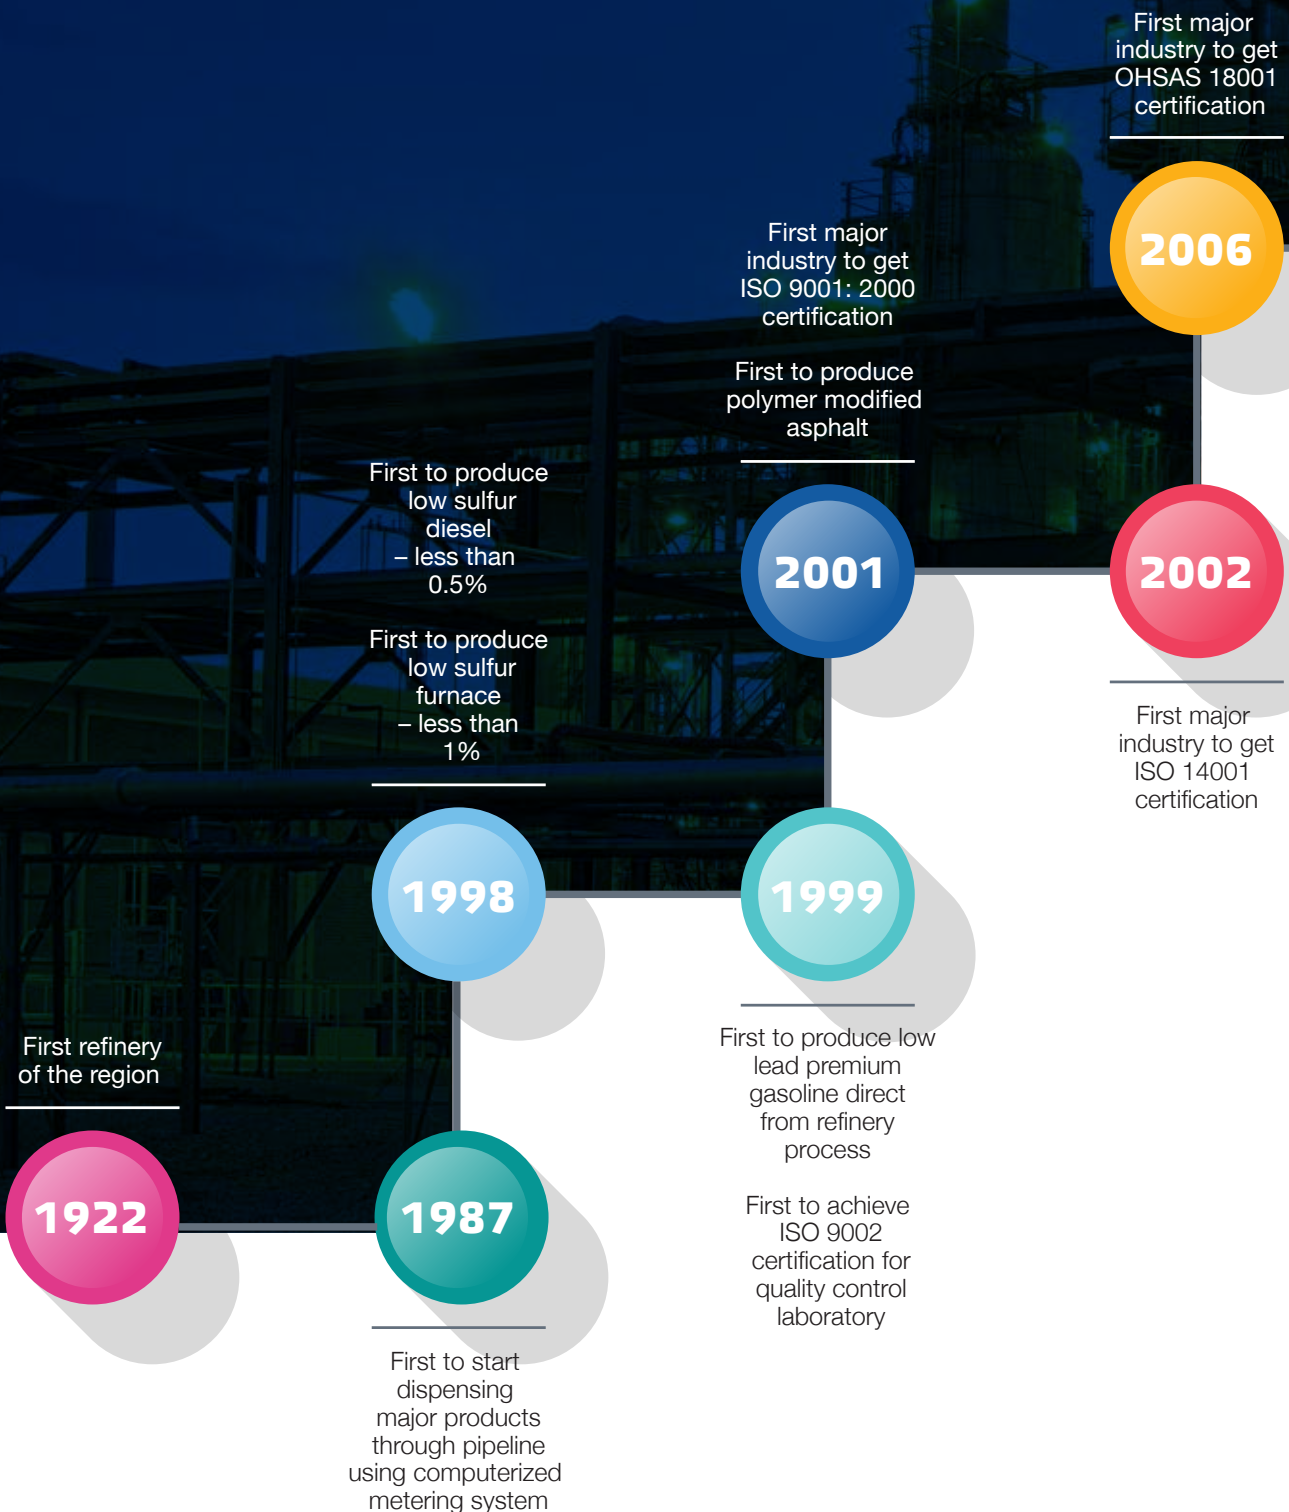 First refinery
of the region
1922
1987
First to start
dispensing
major products
through pipeline
using computerized
metering system
First to produce
low sulfur
diesel
– less than
0.5%
First to produce
low sulfur
furnace
– less than
1%
1998
1999
First to produce low
lead premium
gasoline direct
from refinery
process
First to achieve
ISO 9002
certification for
quality control
laboratory
First major
industry to get
ISO 9001: 2000
certification
First to produce
polymer modified
asphalt
2001
2002
First major
industry to get
ISO 14001
certification
First major
industry to get
OHSAS 18001
certification
2006